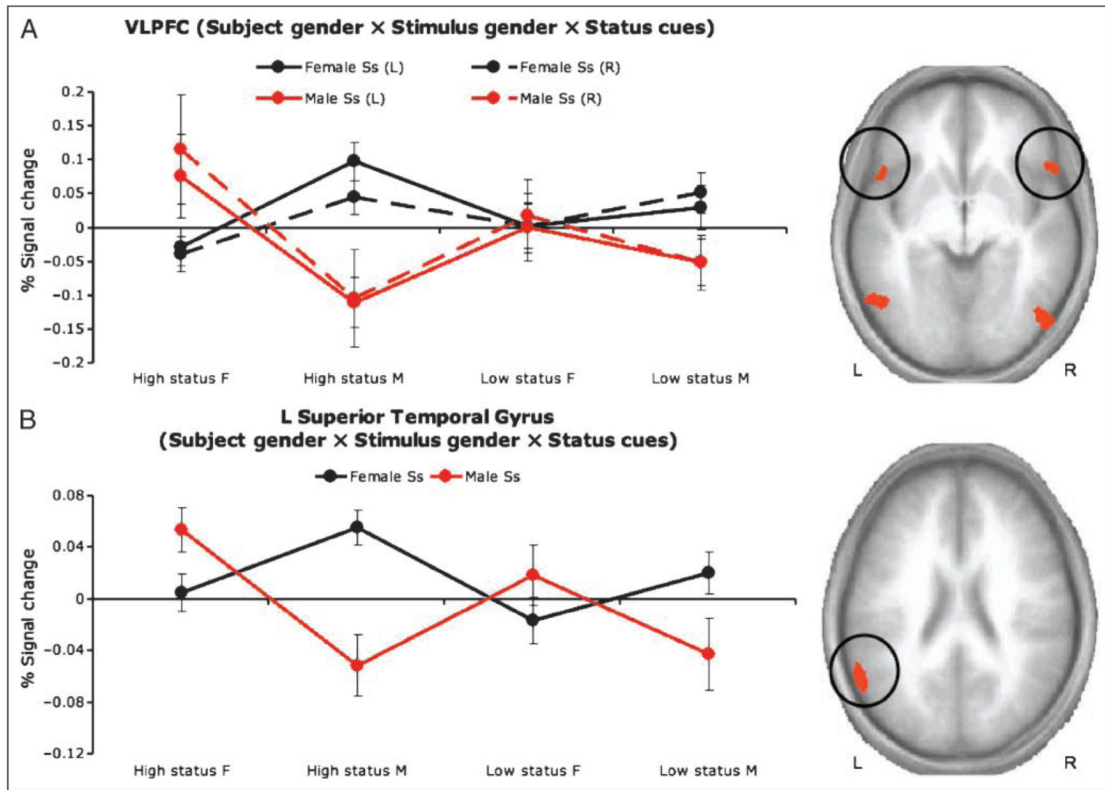 A
VLPFC (Subject gender × Stimulus gender × Status cues)
Female Ss (L) Female Ss (R)
Male Ss (L) Male Ss (R)
% Signal change
0.2
0.15
0.1
0.05
0
−0.05
−0.1
−0.15
−0.2
High status F High status M Low status F Low status M
L R
B
L Superior Temporal Gyrus
(Subject gender × Stimulus gender × Status cues)
Female Ss Male Ss
% Signal change
0.08
0.04
0
−0.04
−0.08
−0.12
High status F High status M Low status F Low status M
L R